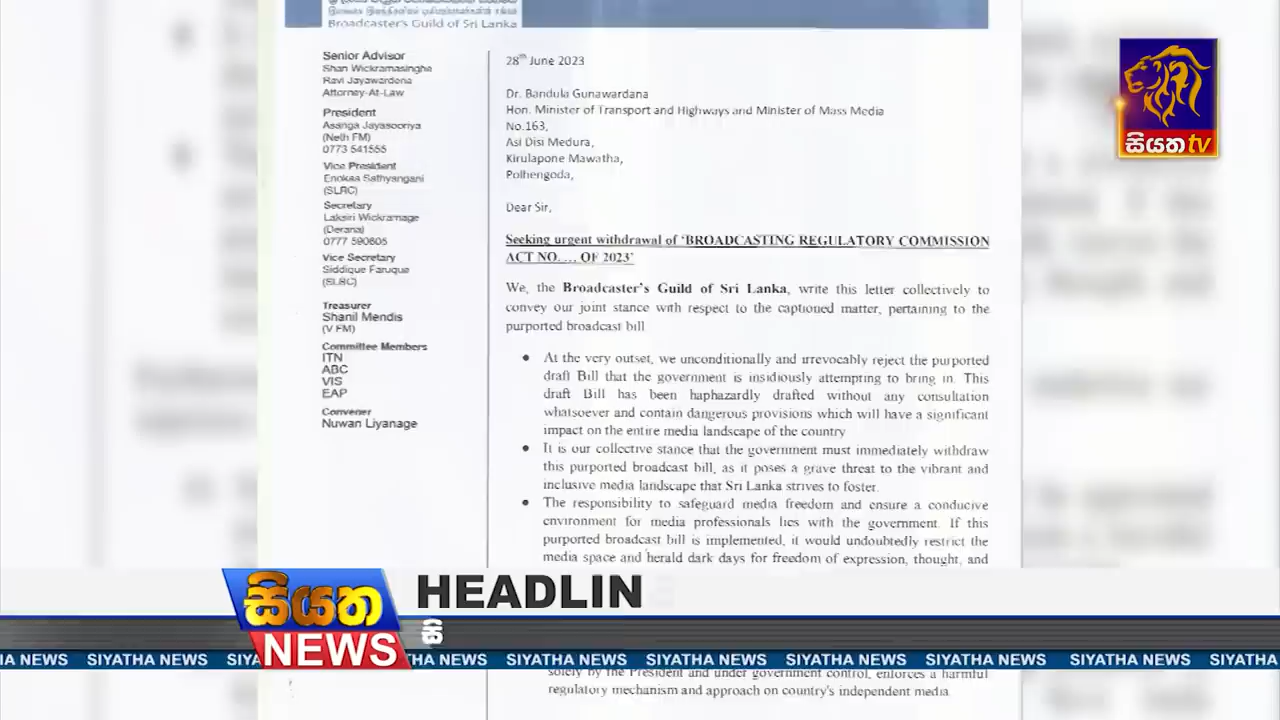 Broadcaster's Guild of Sri Lanka
Senior Advisor
Shan Wickramasinghe
Ravi Jayawardena
Attorney-At-Law
President
Asanga Jayasooriya
(Neth FM)
0773 541555
Vice President
Enokaa Sathyangani
(SLRC)
Secretary
Laksiri Wickramage
(Derana)
0777 590605
Vice Secretary
Siddique Faruque
(SLBC)
Treasurer
Shanil Mendis
(V FM)
Committee Members
ITN
ABC
VIS
EAP
Convener
Nuwan Liyanage
28th June 2023
Dr. Bandula Gunawardana
Hon. Minister of Transport and Highways and Minister of Mass Media
No.163,
Asi Disi Medura,
Kirulapone Mawatha,
Polhengoda,
Dear Sir,
Seeking urgent withdrawal of 'BROADCASTING REGULATORY COMMISSION
ACT NO. ... OF 2023'
We, the Broadcaster's Guild of Sri Lanka, write this letter collectively to
convey our joint stance with respect to the captioned matter, pertaining to the
purported broadcast bill
• At the very outset, we unconditionally and irrevocably reject the purported
draft Bill that the government is insidiously attempting to bring in. This
draft Bill has been haphazardly drafted without any consultation
whatsoever and contain dangerous provisions which will have a significant
impact on the entire media landscape of the country
• It is our collective stance that the government must immediately withdraw
this purported broadcast bill, as it poses a grave threat to the vibrant and
inclusive media landscape that Sri Lanka strives to foster.
• The responsibility to safeguard media freedom and ensure a conducive
environment for media professionals lies with the government. If this
purported broadcast bill is implemented, it would undoubtedly restrict the
media space and herald dark days for freedom of expression, thought, and
solely by the President and under government control, enforces a harmful
regulatory mechanism and approach on country's independent media.
සියත tv
සියත
NEWS
HEADLIN
සි
IA NEWS SIYATHA NEWS SIYA THA NEWS SIYATHA NEWS SIYATHA NEWS SIYATHA NEWS SIYATHA NEWS SIYATHA NEWS SIYATHA